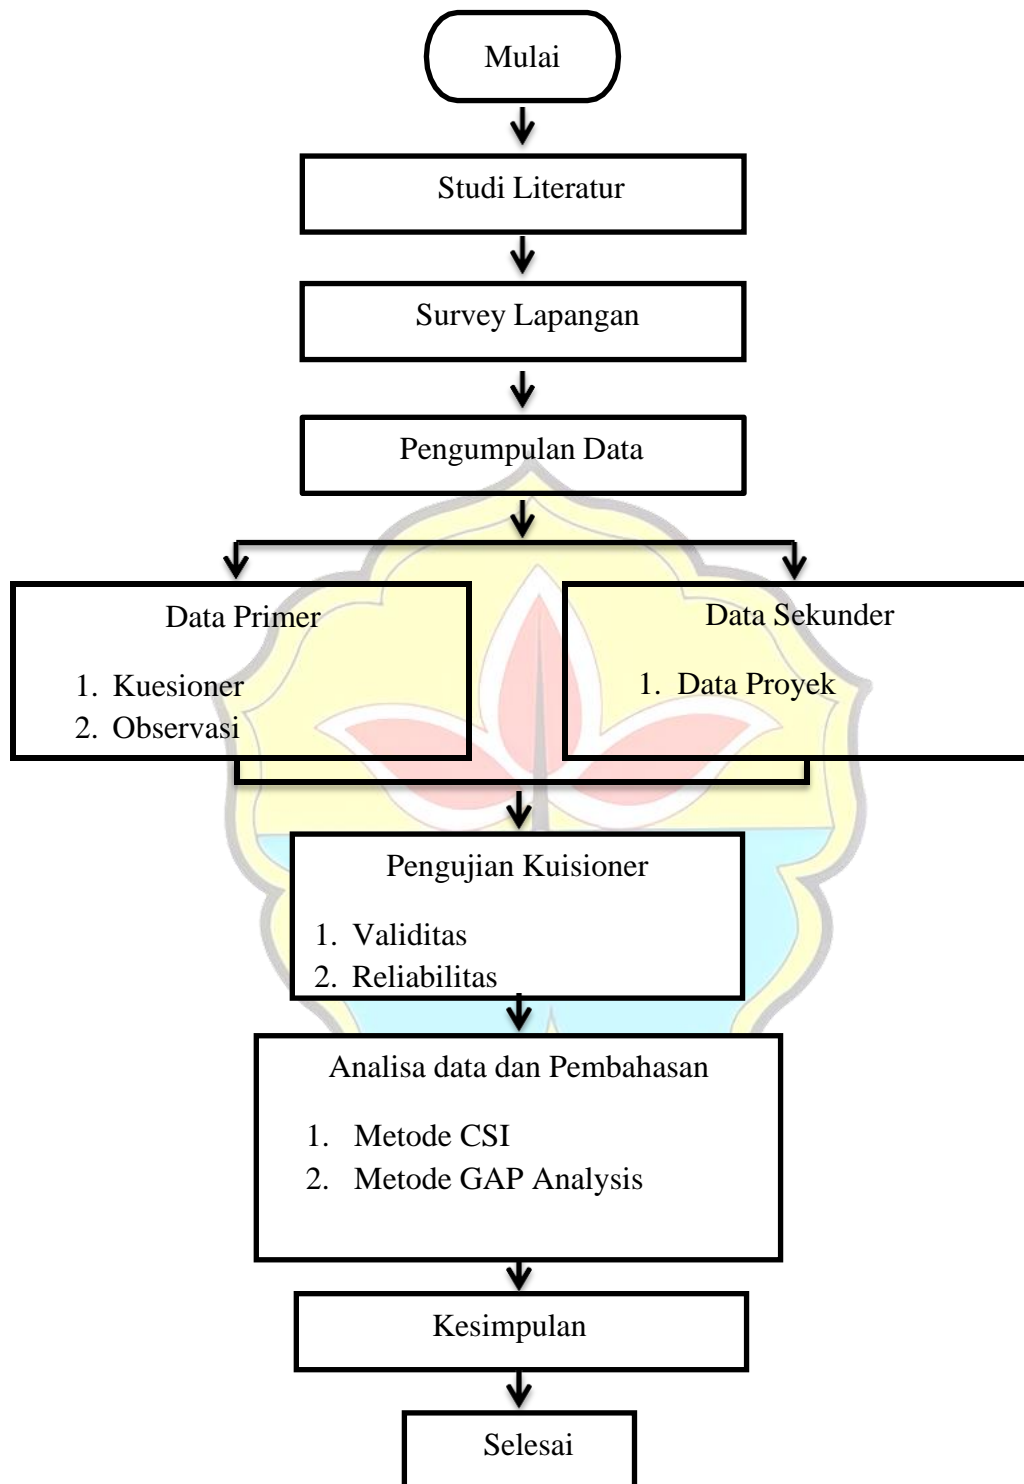 Mulai
Studi Literatur
Survey Lapangan
Pengumpulan Data
Data Primer
1. Kuesioner
2. Observasi
Data Sekunder
1. Data Proyek
Pengujian Kuisioner
1. Validitas
2. Reliabilitas
Analisa data dan Pembahasan
1. Metode CSI
2. Metode GAP Analysis
Kesimpulan
Selesai